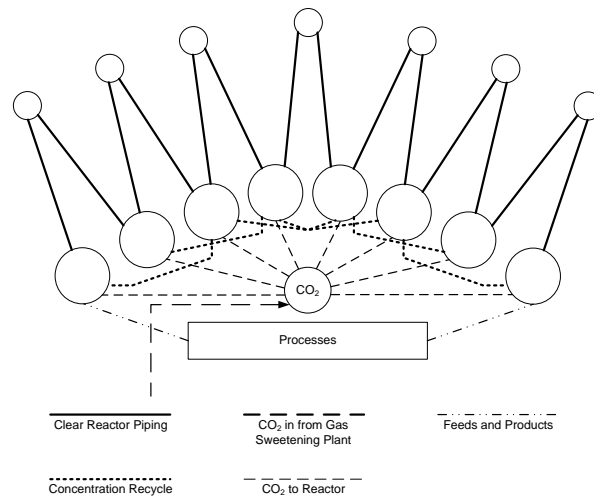 CO₂
Processes
Clear Reactor Piping
CO₂ in from Gas
Sweetening Plant
Feeds and Products
Concentration Recycle
CO₂ to Reactor